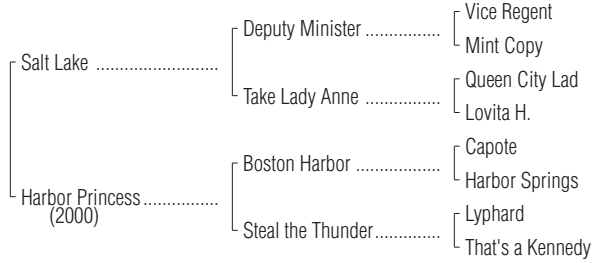 Vice Regent
Deputy Minister ................
Mint Copy
Salt Lake ..........................
Queen City Lad
Take Lady Anne ................
Lovita H.
Capote
Boston Harbor ..................
Harbor Springs
Harbor Princess................
(2000)
Lyphard
Steal the Thunder..............
That's a Kennedy